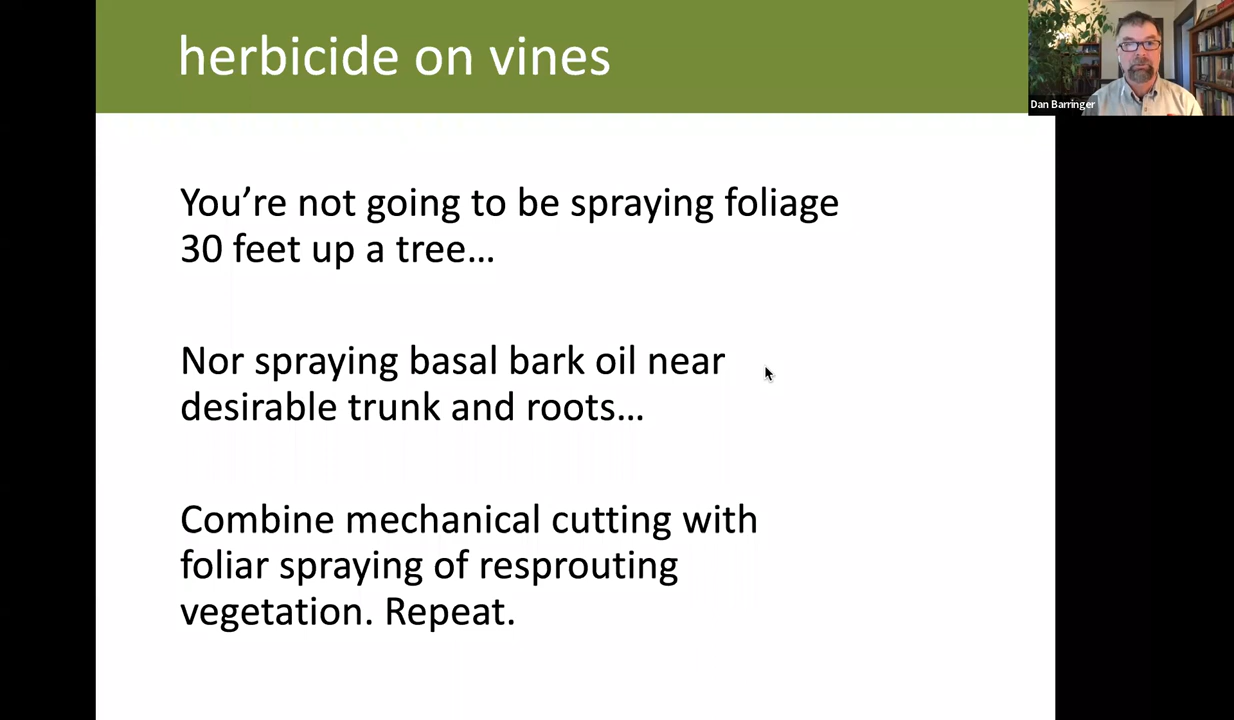 herbicide on vines
Dan Barringer
You’re not going to be spraying foliage
30 feet up a tree...
Nor spraying basal bark oil near
desirable trunk and roots...
Combine mechanical cutting with
foliar spraying of resprouting
vegetation. Repeat.